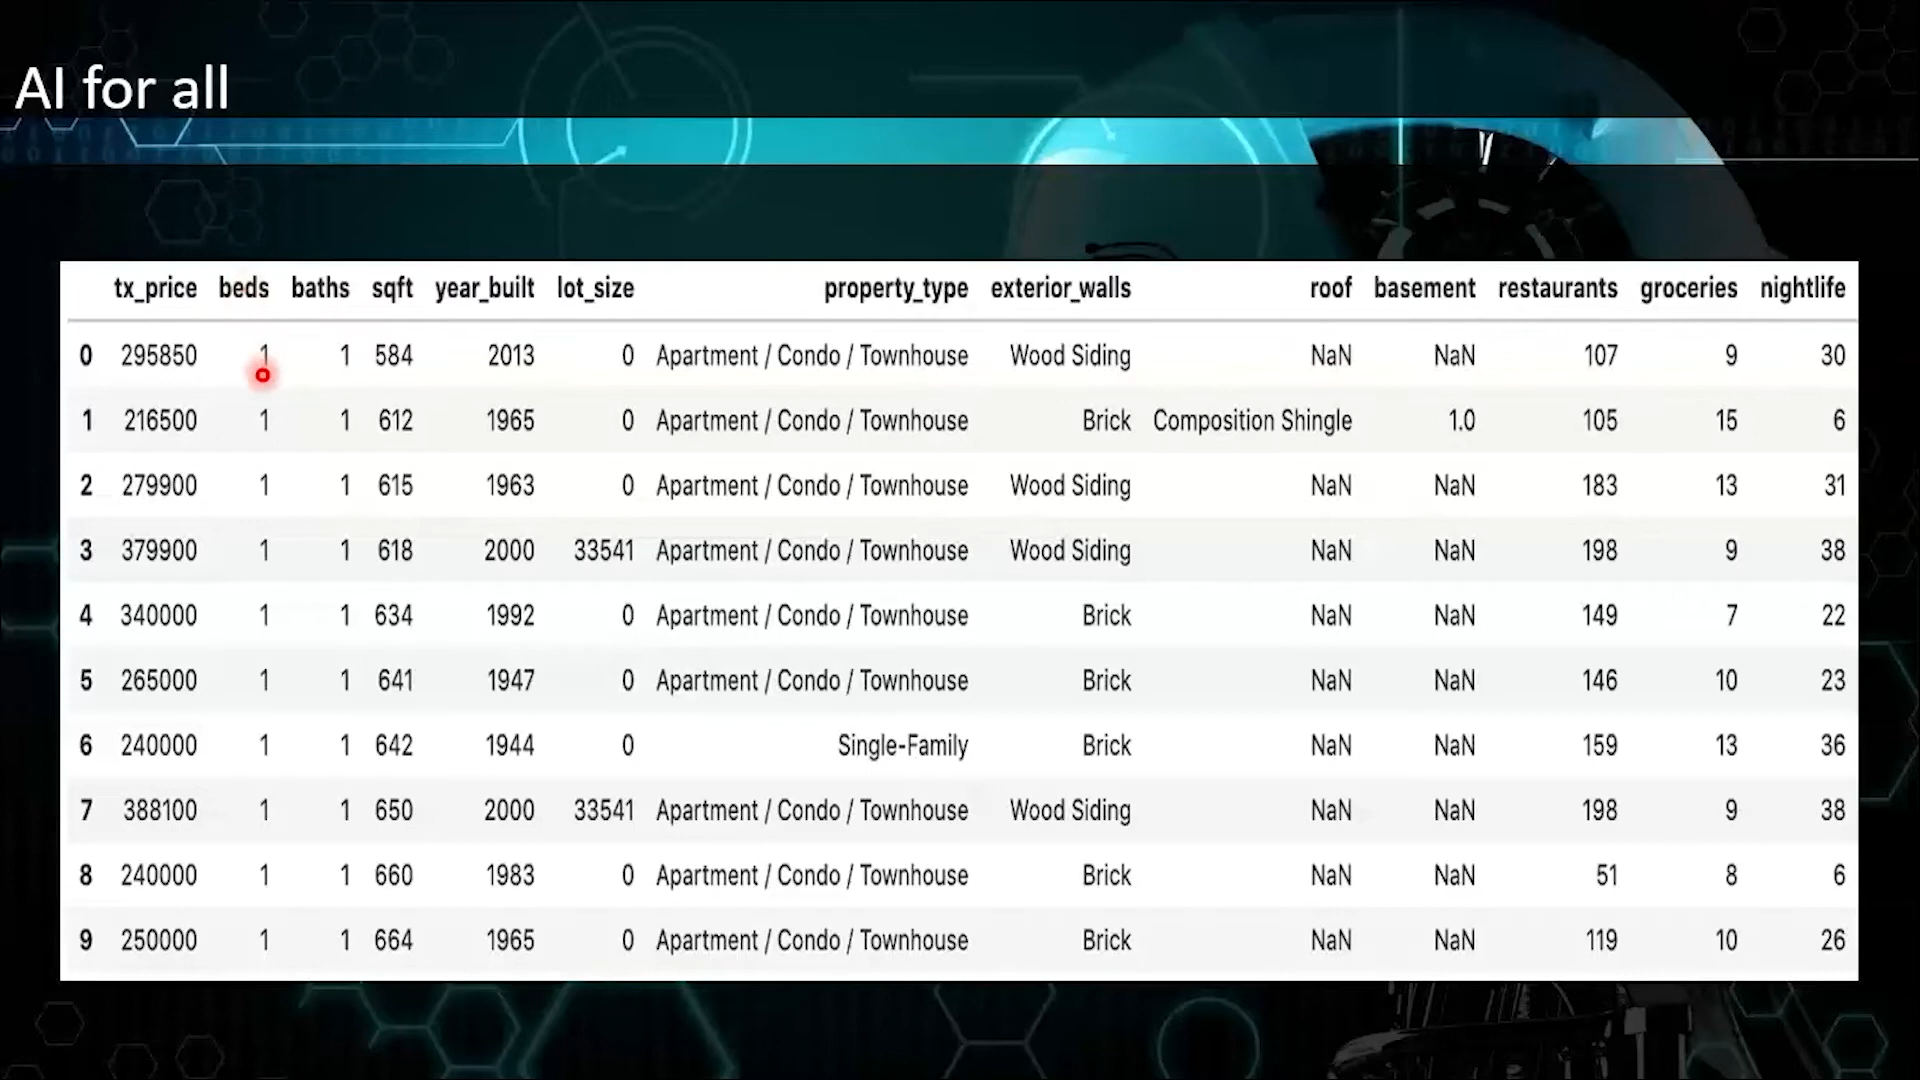 AI for all
tx_price beds baths sqft year_built lot_size property_type exterior_walls roof basement restaurants groceries nightlife
0 295850 1 1 584 2013 0 Apartment / Condo / Townhouse Wood Siding NaN NaN 107 9 30
1 216500 1 1 612 1965 0 Apartment / Condo / Townhouse Brick Composition Shingle 1.0 105 15 6
2 279900 1 1 615 1963 0 Apartment / Condo / Townhouse Wood Siding NaN NaN 183 13 31
3 379900 1 1 618 2000 33541 Apartment / Condo / Townhouse Wood Siding NaN NaN 198 9 38
4 340000 1 1 634 1992 0 Apartment / Condo / Townhouse Brick NaN NaN 149 7 22
5 265000 1 1 641 1947 0 Apartment / Condo / Townhouse Brick NaN NaN 146 10 23
6 240000 1 1 642 1944 0 Single-Family Brick NaN NaN 159 13 36
7 388100 1 1 650 2000 33541 Apartment / Condo / Townhouse Wood Siding NaN NaN 198 9 38
8 240000 1 1 660 1983 0 Apartment / Condo / Townhouse Brick NaN NaN 51 8 6
9 250000 1 1 664 1965 0 Apartment / Condo / Townhouse Brick NaN NaN 119 10 26